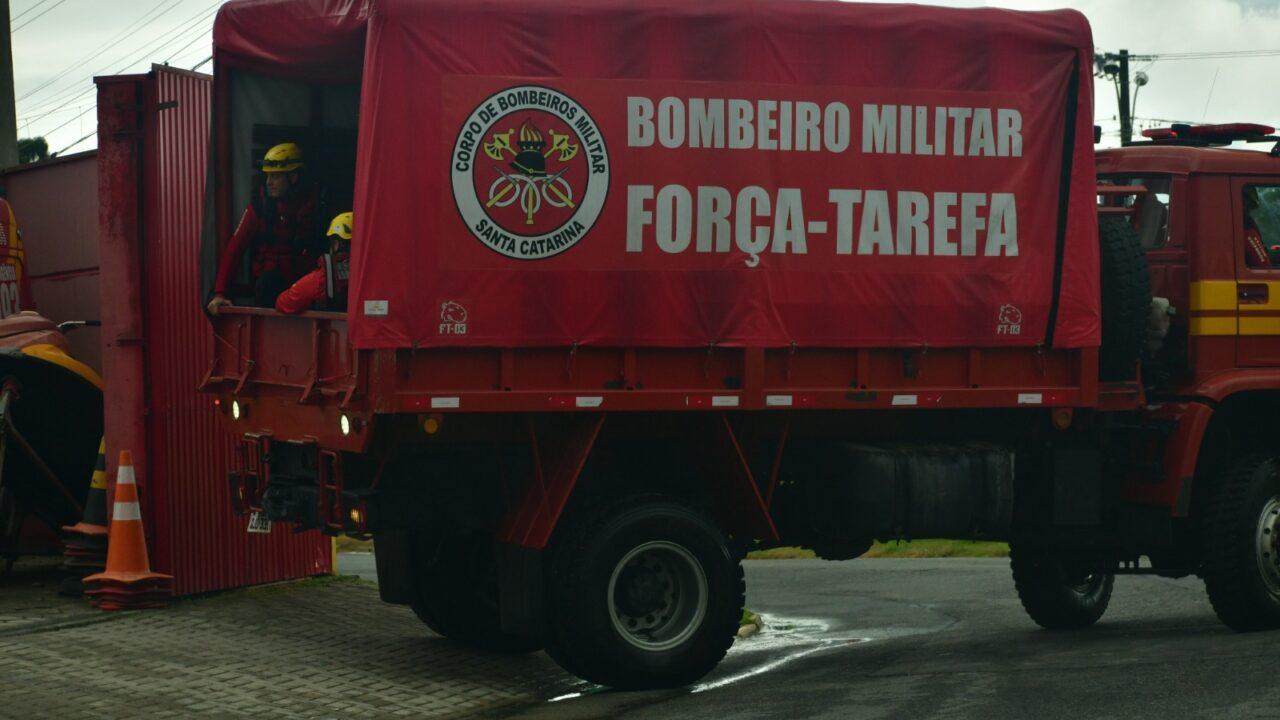 CORPO DE BOMBEIROS MILITAR
SANTA CATARINA
BOMBEIRO MILITAR
FORÇA-TAREFA
FT-03
FT-03